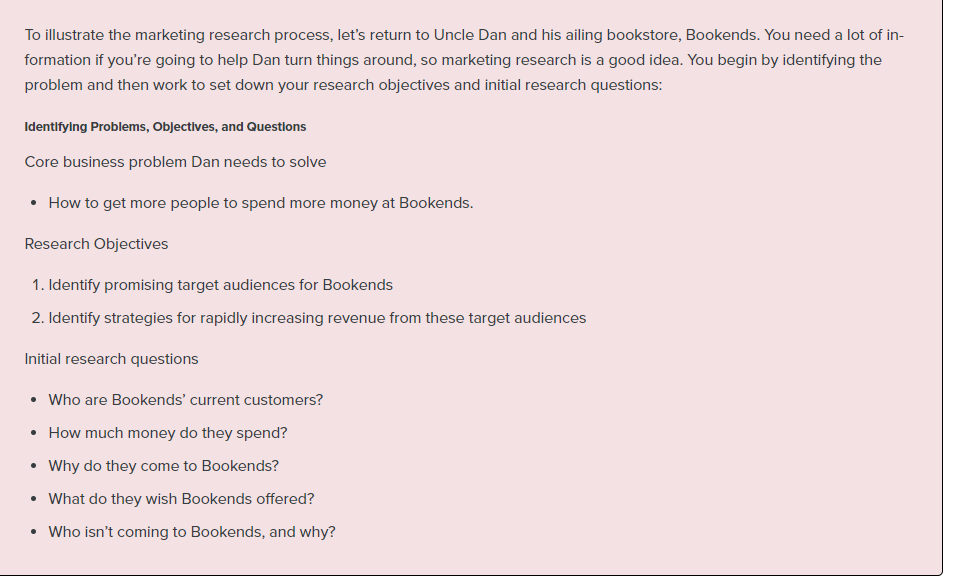 To illustrate the marketing research process, let’s return to Uncle Dan and his ailing bookstore, Bookends. You need a lot of in-
formation if you’re going to help Dan turn things around, so marketing research is a good idea. You begin by identifying the
problem and then work to set down your research objectives and initial research questions:
Identifying Problems, Objectives, and Questions
Core business problem Dan needs to solve
• How to get more people to spend more money at Bookends.
Research Objectives
1. Identify promising target audiences for Bookends
2. Identify strategies for rapidly increasing revenue from these target audiences
Initial research questions
• Who are Bookends’ current customers?
• How much money do they spend?
• Why do they come to Bookends?
• What do they wish Bookends offered?
• Who isn’t coming to Bookends, and why?